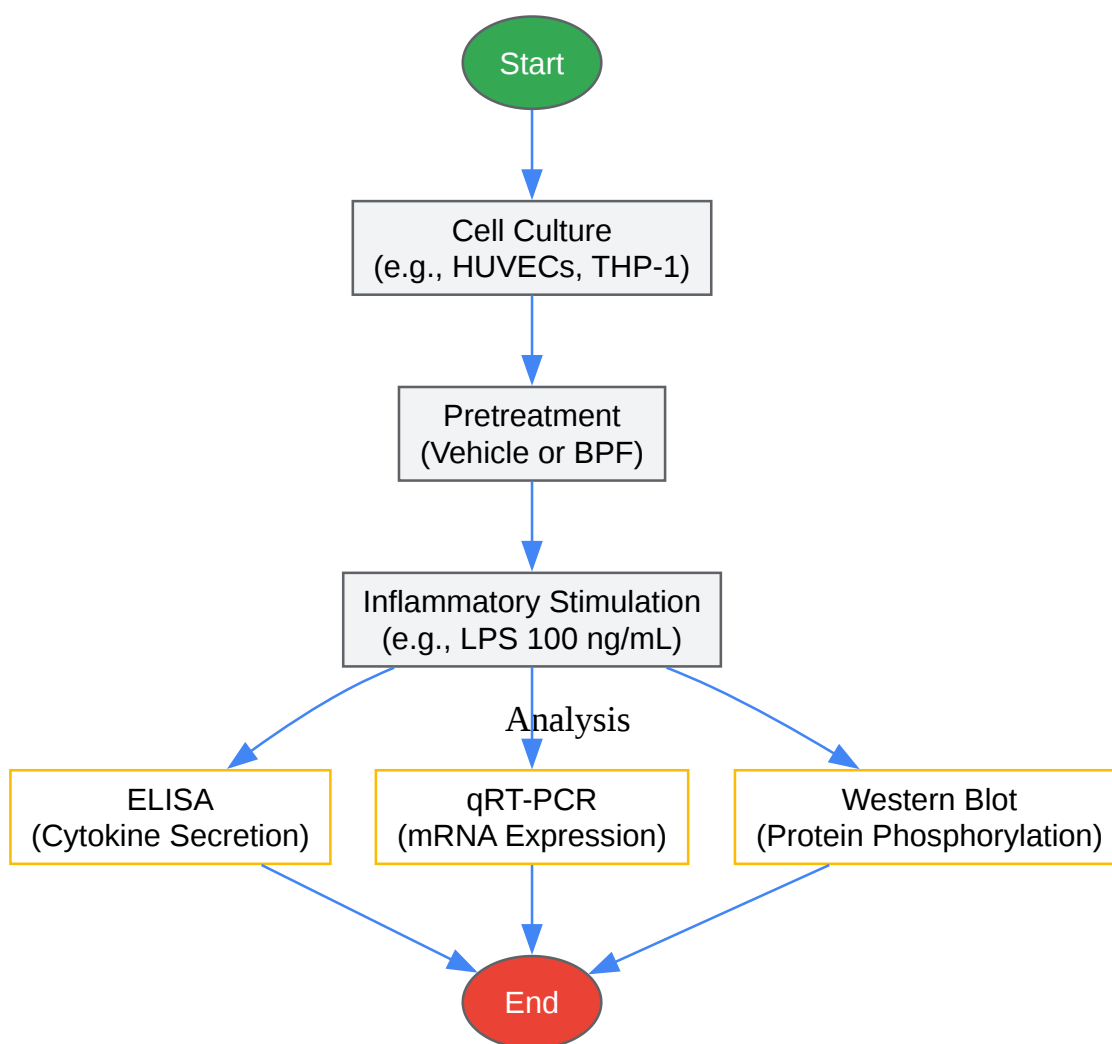 Start
Cell Culture
(e.g., HUVECs, THP-1)
Pretreatment
(Vehicle or BPF)
Inflammatory Stimulation
(e.g., LPS 100 ng/mL)
Analysis
ELISA
(Cytokine Secretion)
qRT-PCR
(mRNA Expression)
Western Blot
(Protein Phosphorylation)
End